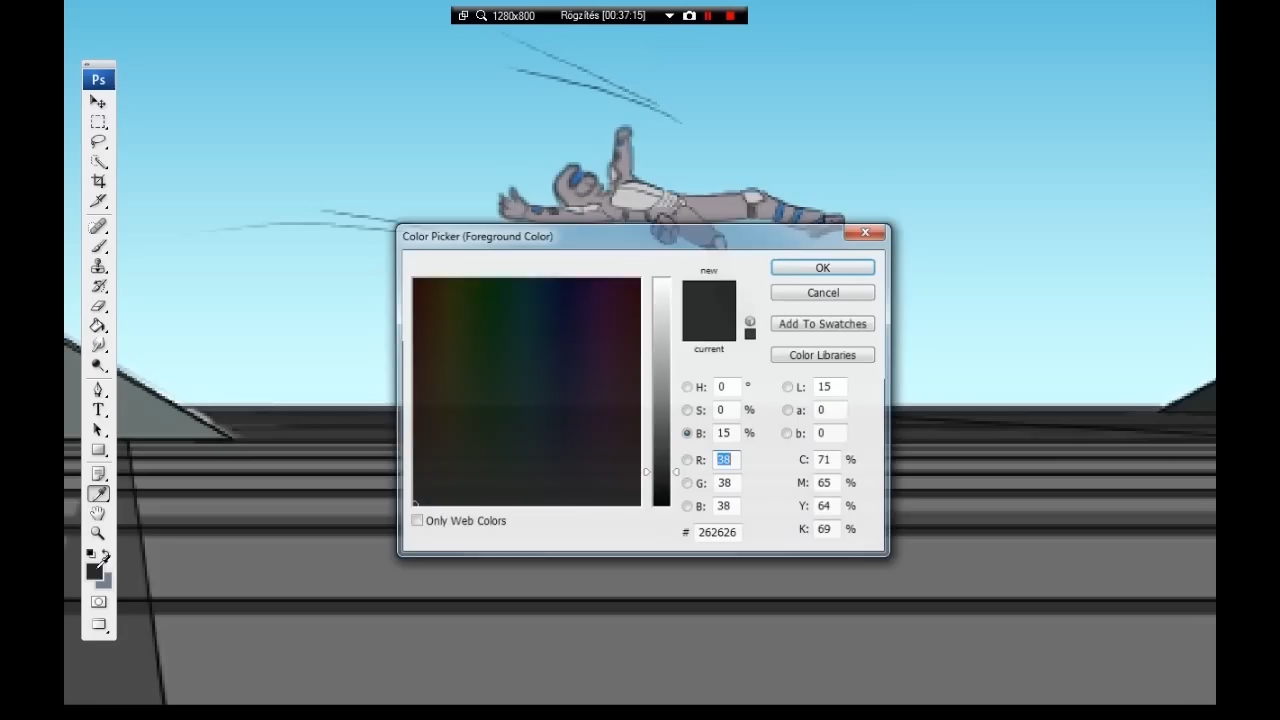 1280x800 Rögzítés [00:37:15]
Ps
T
Color Picker (Foreground Color)
new
current
OK
Cancel
Add To Swatches
Color Libraries
H: 0 ° L: 15
S: 0 % a: 0
B: 15 % b: 0
R: 38 C: 71 %
G: 38 M: 65 %
B: 38 Y: 64 %
# 262626 K: 69 %
Only Web Colors